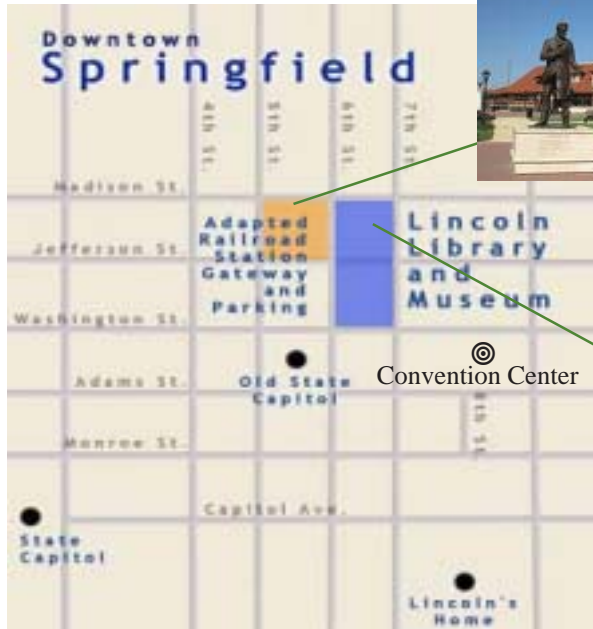 Downtown
Springfield
4th St.
5th St.
6th St.
7th St.
Madison St.
Adapted
Railroad
Station
Gateway
and
Parking
Lincoln
Library
and
Museum
Jefferson St.
Washington St.
Convention Center
Old State
Capitol
Adams St.
8th St.
Monroe St.
Capitol Ave.
State
Capitol
Lincoln's
Home